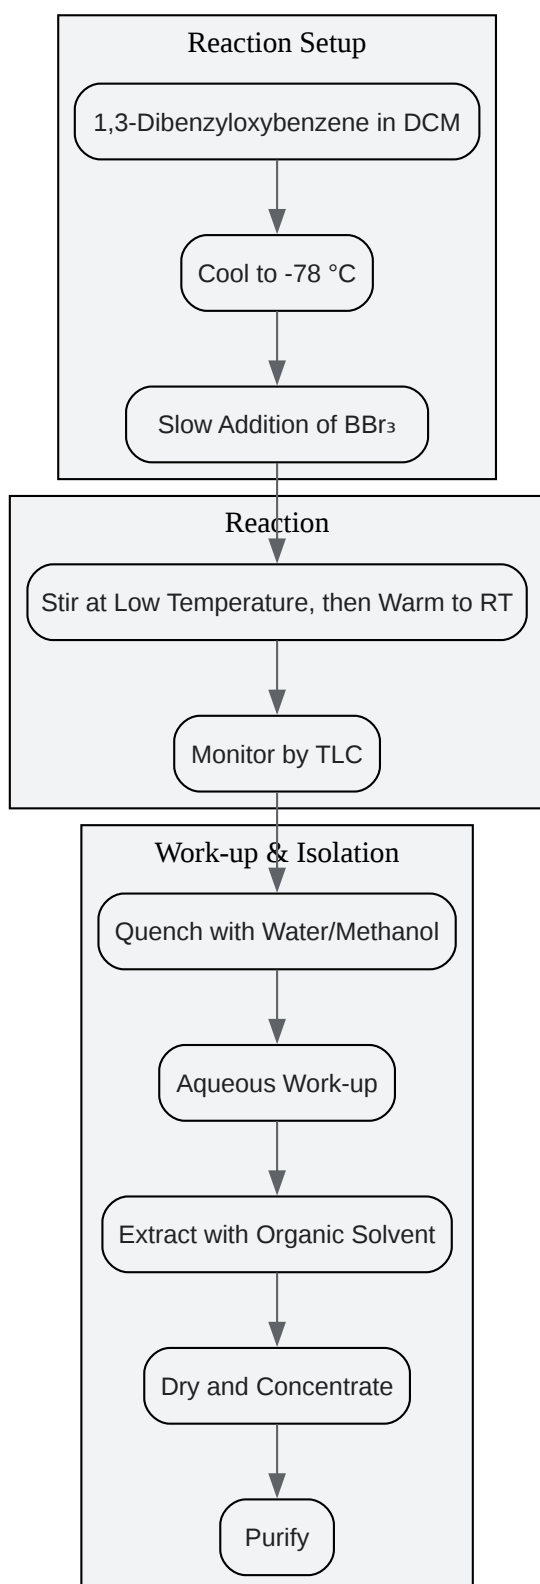 Reaction Setup
1,3-Dibenzyloxybenzene in DCM
Cool to -78 °C
Slow Addition of BBr₃
Reaction
Stir at Low Temperature, then Warm to RT
Monitor by TLC
Work-up & Isolation
Quench with Water/Methanol
Aqueous Work-up
Extract with Organic Solvent
Dry and Concentrate
Purify